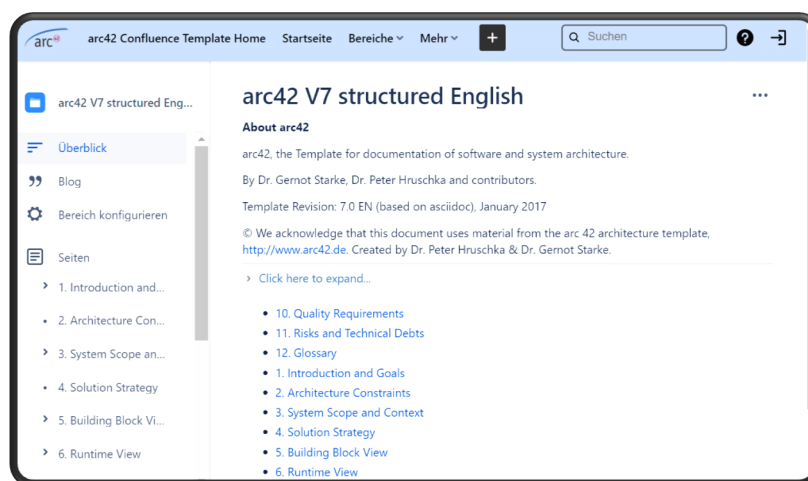 arc42 arc42 Confluence Template Home Startseite Bereiche Mehr + Suchen ?
arc42 V7 structured Eng...
Überblick
Blog
Bereich konfigurieren
Seiten
1. Introduction and...
2. Architecture Con...
3. System Scope an...
4. Solution Strategy
5. Building Block Vi...
6. Runtime View
arc42 V7 structured English
About arc42
arc42, the Template for documentation of software and system architecture.
By Dr. Gernot Starke, Dr. Peter Hruschka and contributors.
Template Revision: 7.0 EN (based on asciidoc), January 2017
© We acknowledge that this document uses material from the arc 42 architecture template,
http://www.arc42.de. Created by Dr. Peter Hruschka & Dr. Gernot Starke.
Click here to expand...
• 10. Quality Requirements
• 11. Risks and Technical Debts
• 12. Glossary
• 1. Introduction and Goals
• 2. Architecture Constraints
• 3. System Scope and Context
• 4. Solution Strategy
• 5. Building Block View
• 6. Runtime View